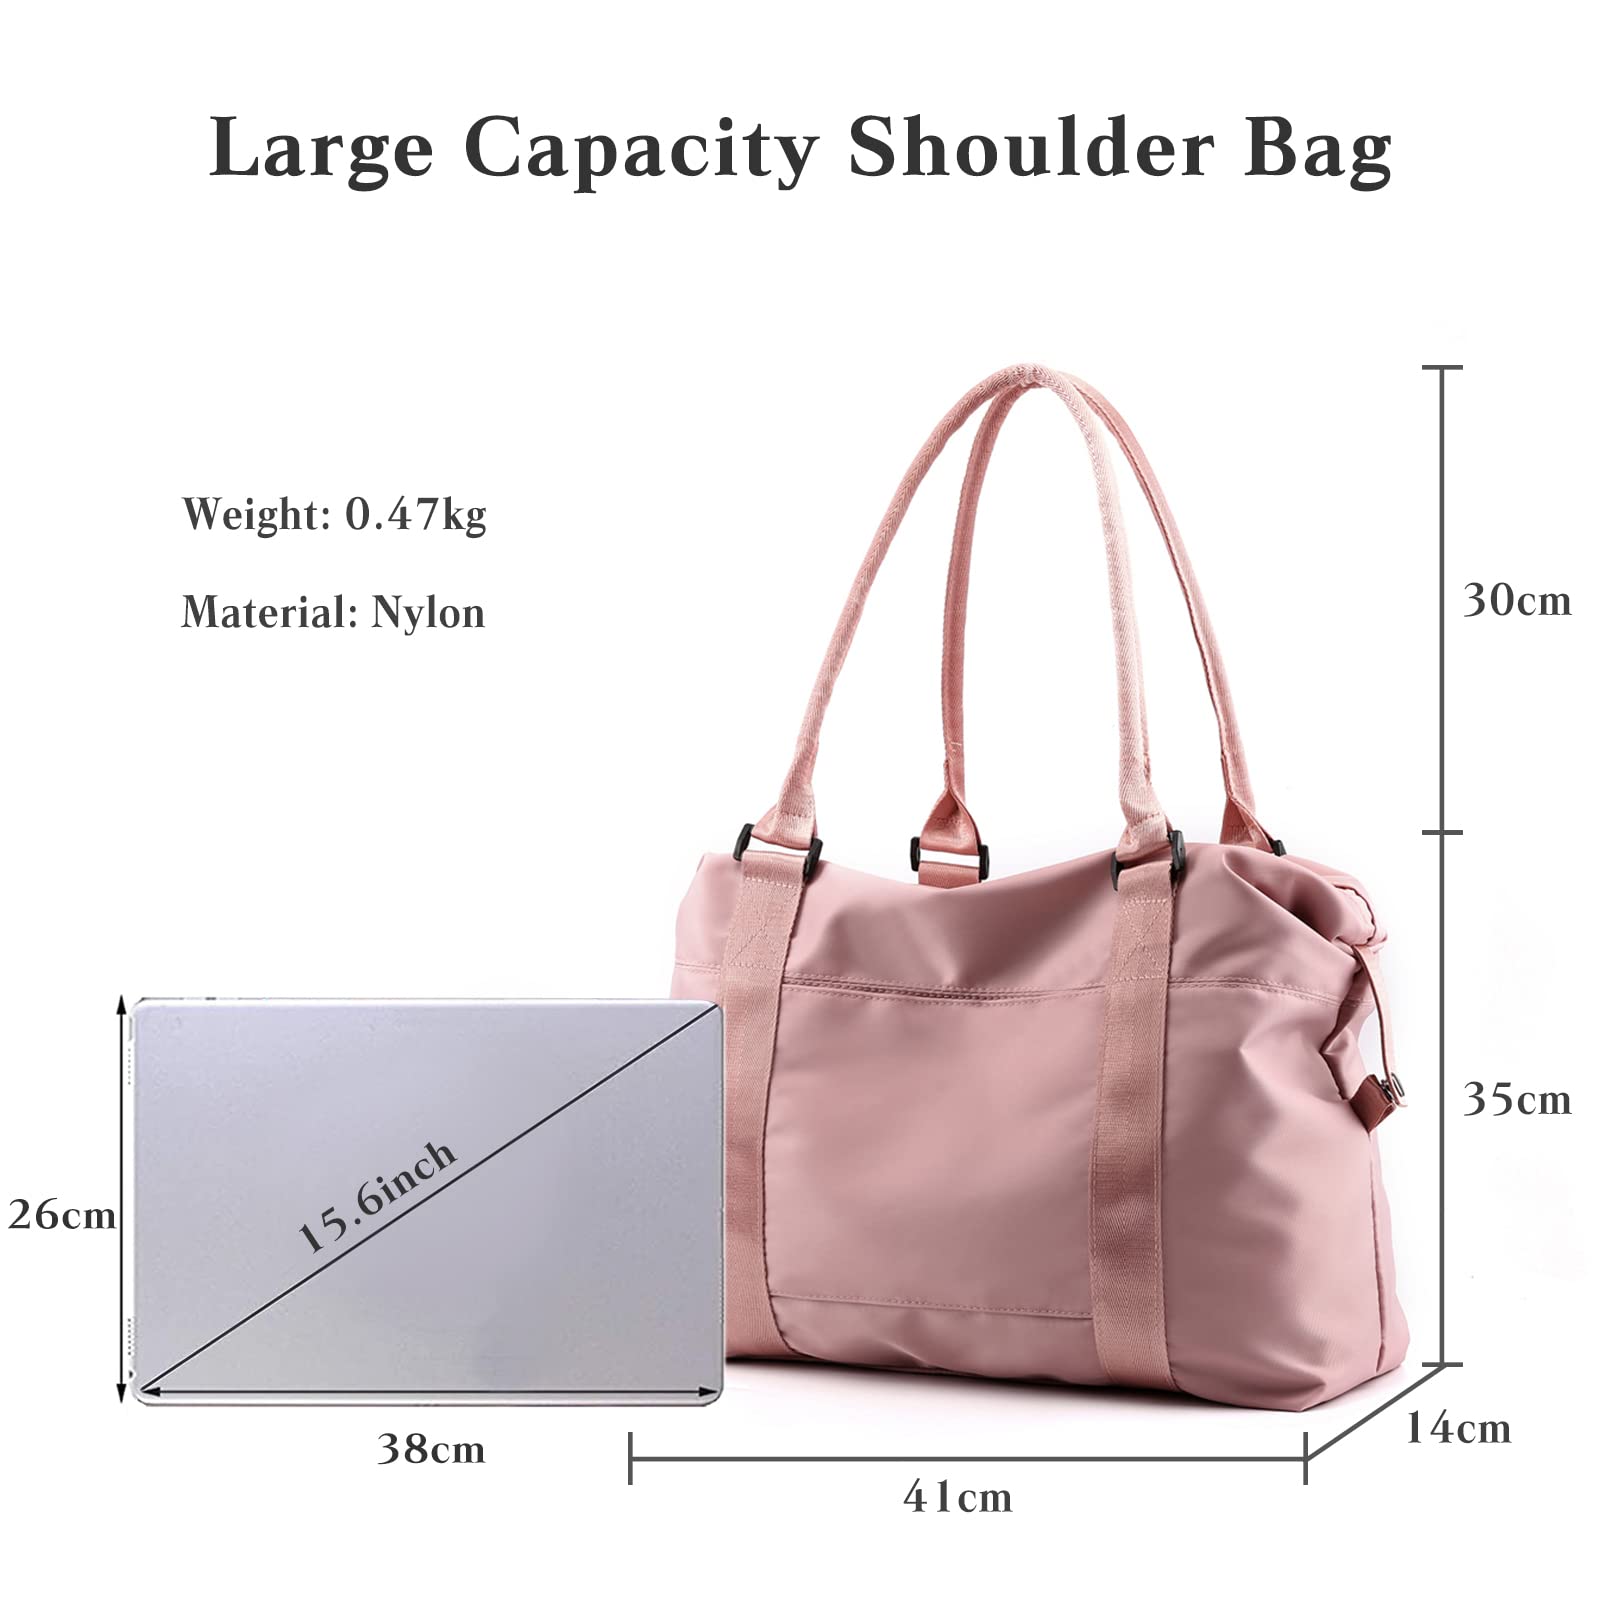 Large Capacity Shoulder Bag
Weight: 0.47kg
Material: Nylon
30cm
35cm
15.6inch
26cm
38cm
14cm
41cm